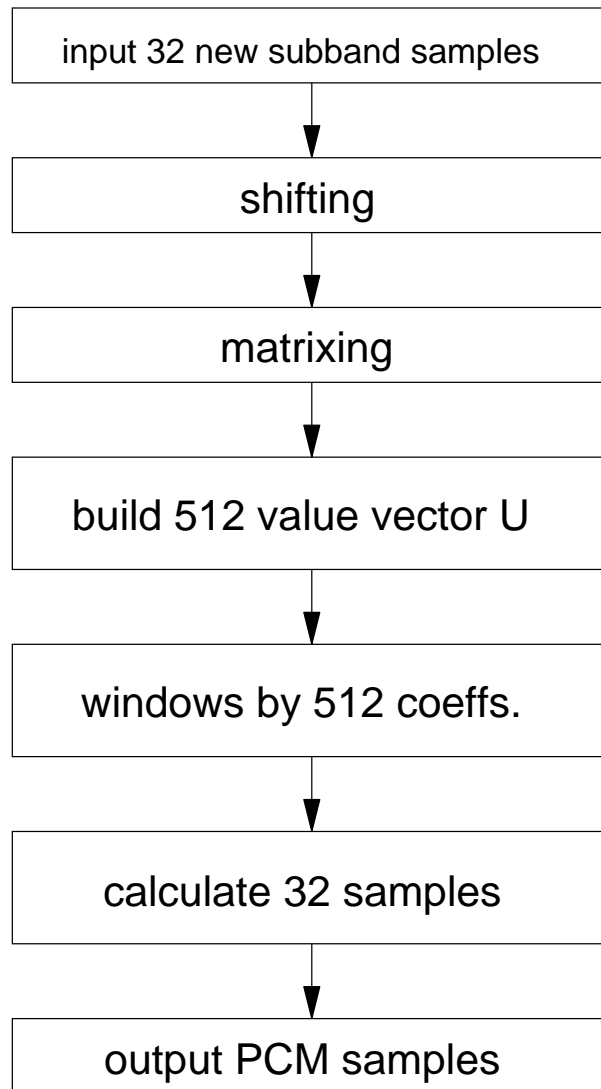 input 32 new subband samples
shifting
matrixing
build 512 value vector U
windows by 512 coeffs.
calculate 32 samples
output PCM samples